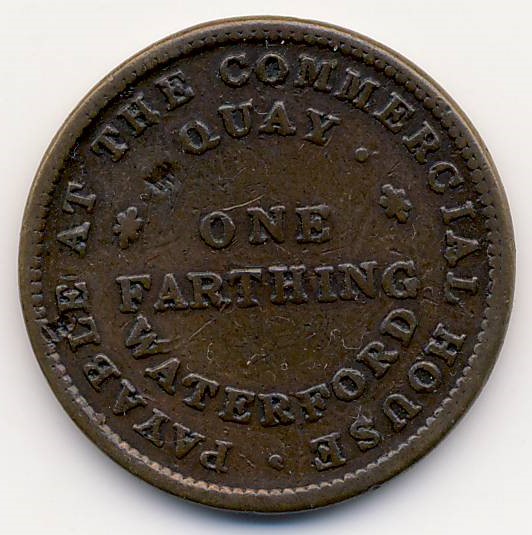 PAYABLE AT THE COMMERCIAL HOUSE
QUAY.
ONE
FARTHING
WATERFORD